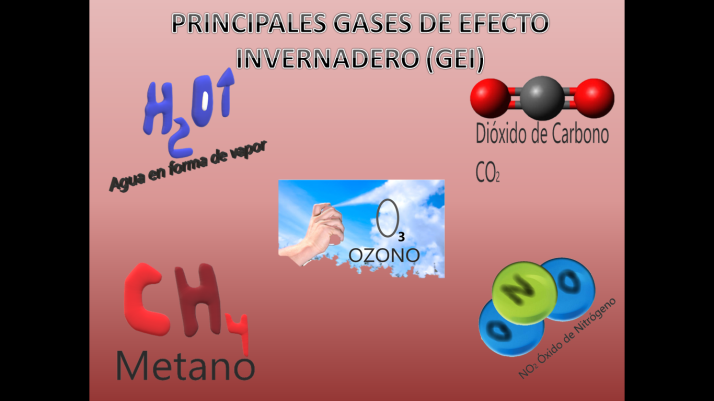 PRINCIPALES GASES DE EFECTO
INVERNADERO (GEI)
H2O↑
Agua en forma de vapor
Dióxido de Carbono
CO2
O3
OZONO
CH4
Metano
O N O
NO2 Óxido de Nitrógeno